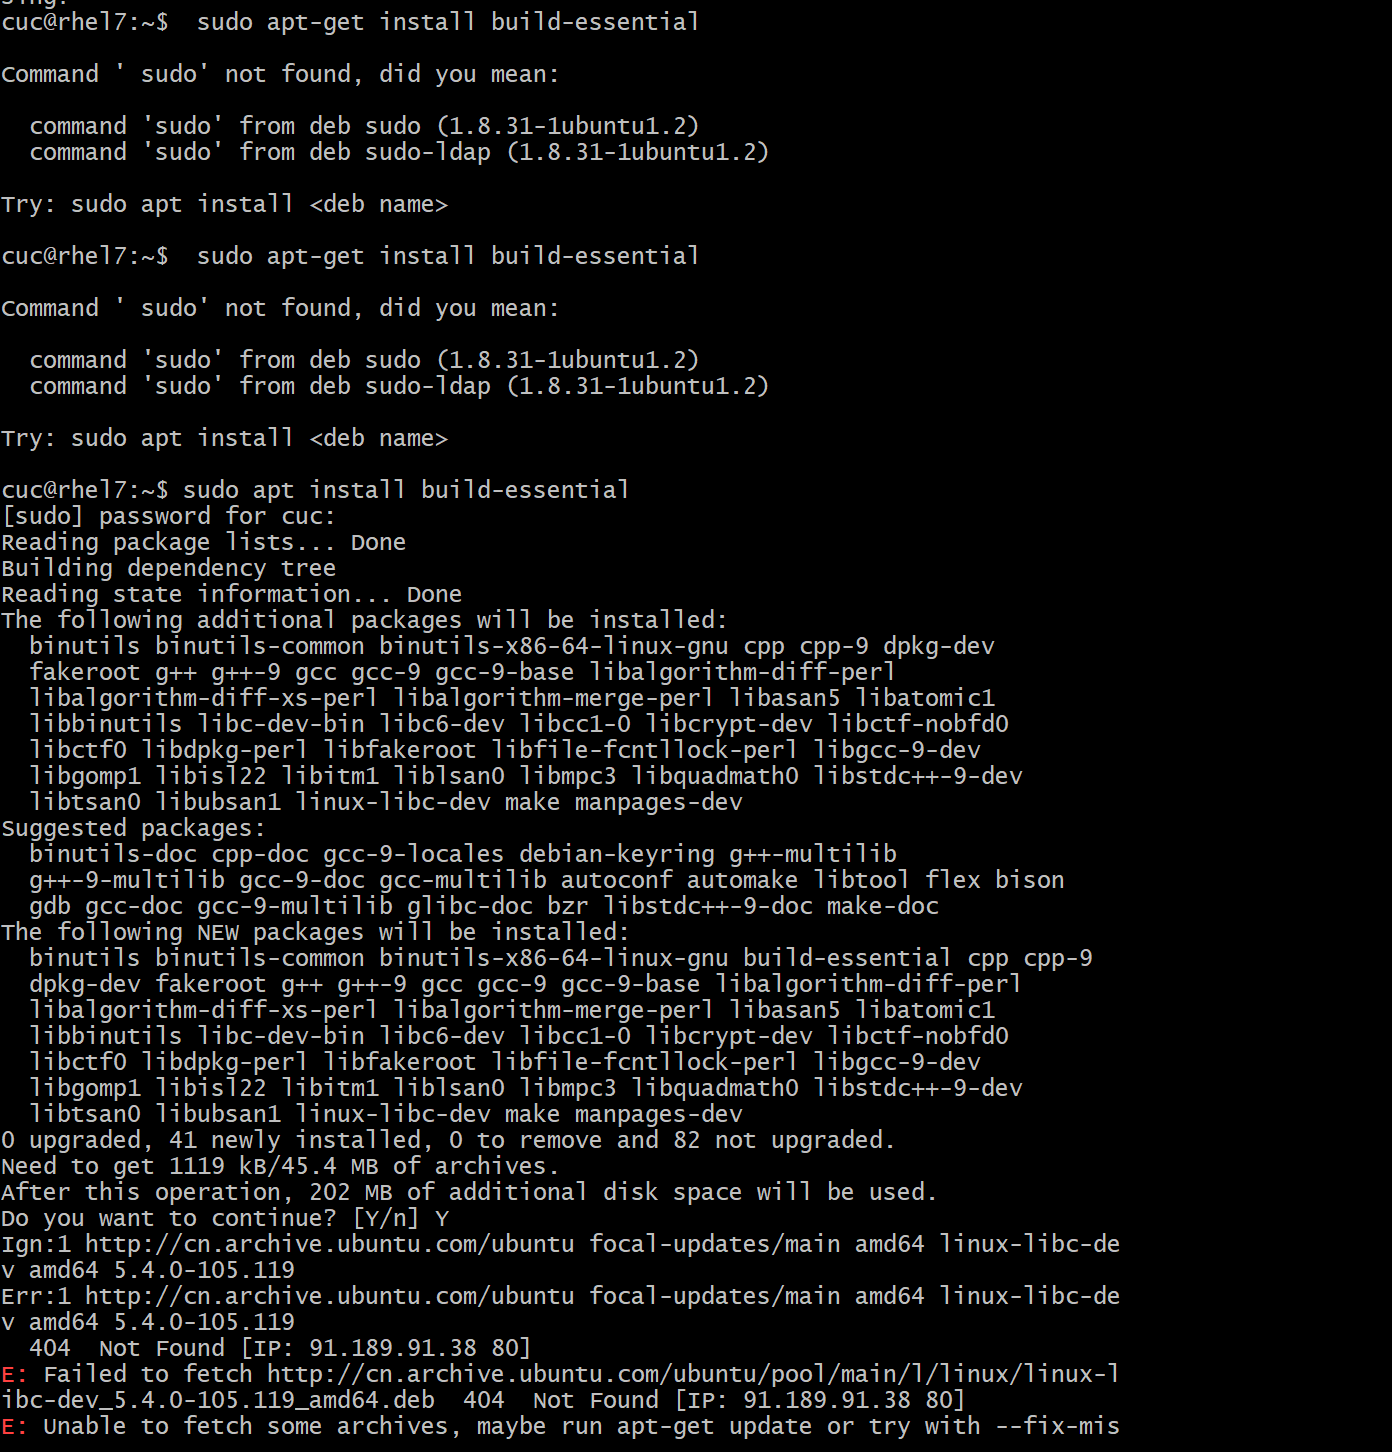 cuc@rhel7:~$  sudo apt-get install build-essential
Command ' sudo' not found, did you mean:
  command 'sudo' from deb sudo (1.8.31-1ubuntu1.2)
  command 'sudo' from deb sudo-ldap (1.8.31-1ubuntu1.2)
Try: sudo apt install <deb name>
cuc@rhel7:~$  sudo apt-get install build-essential
Command ' sudo' not found, did you mean:
  command 'sudo' from deb sudo (1.8.31-1ubuntu1.2)
  command 'sudo' from deb sudo-ldap (1.8.31-1ubuntu1.2)
Try: sudo apt install <deb name>
cuc@rhel7:~$ sudo apt install build-essential
[sudo] password for cuc:
Reading package lists... Done
Building dependency tree
Reading state information... Done
The following additional packages will be installed:
  binutils binutils-common binutils-x86-64-linux-gnu cpp cpp-9 dpkg-dev
  fakeroot g++ g++-9 gcc gcc-9 gcc-9-base libalgorithm-diff-perl
  libalgorithm-diff-xs-perl libalgorithm-merge-perl libasan5 libatomic1
  libbinutils libc-dev-bin libc6-dev libcc1-0 libcrypt-dev libctf-nobfd0
  libctf0 libdpkg-perl libfakeroot libfile-fcntllock-perl libgcc-9-dev
  libgomp1 libisl22 libitm1 liblsan0 libmpc3 libquadmath0 libstdc++-9-dev
  libtsan0 libubsan1 linux-libc-dev make manpages-dev
Suggested packages:
  binutils-doc cpp-doc gcc-9-locales debian-keyring g++-multilib
  g++-9-multilib gcc-9-doc gcc-multilib autoconf automake libtool flex bison
  gdb gcc-doc gcc-9-multilib glibc-doc bzr libstdc++-9-doc make-doc
The following NEW packages will be installed:
  binutils binutils-common binutils-x86-64-linux-gnu build-essential cpp cpp-9
  dpkg-dev fakeroot g++ g++-9 gcc gcc-9 gcc-9-base libalgorithm-diff-perl
  libalgorithm-diff-xs-perl libalgorithm-merge-perl libasan5 libatomic1
  libbinutils libc-dev-bin libc6-dev libcc1-0 libcrypt-dev libctf-nobfd0
  libctf0 libdpkg-perl libfakeroot libfile-fcntllock-perl libgcc-9-dev
  libgomp1 libisl22 libitm1 liblsan0 libmpc3 libquadmath0 libstdc++-9-dev
  libtsan0 libubsan1 linux-libc-dev make manpages-dev
0 upgraded, 41 newly installed, 0 to remove and 82 not upgraded.
Need to get 1119 kB/45.4 MB of archives.
After this operation, 202 MB of additional disk space will be used.
Do you want to continue? [Y/n] Y
Ign:1 http://cn.archive.ubuntu.com/ubuntu focal-updates/main amd64 linux-libc-de
v amd64 5.4.0-105.119
Err:1 http://cn.archive.ubuntu.com/ubuntu focal-updates/main amd64 linux-libc-de
v amd64 5.4.0-105.119
  404  Not Found [IP: 91.189.91.38 80]
E: Failed to fetch http://cn.archive.ubuntu.com/ubuntu/pool/main/l/linux/linux-l
ibc-dev_5.4.0-105.119_amd64.deb  404  Not Found [IP: 91.189.91.38 80]
E: Unable to fetch some archives, maybe run apt-get update or try with --fix-mis